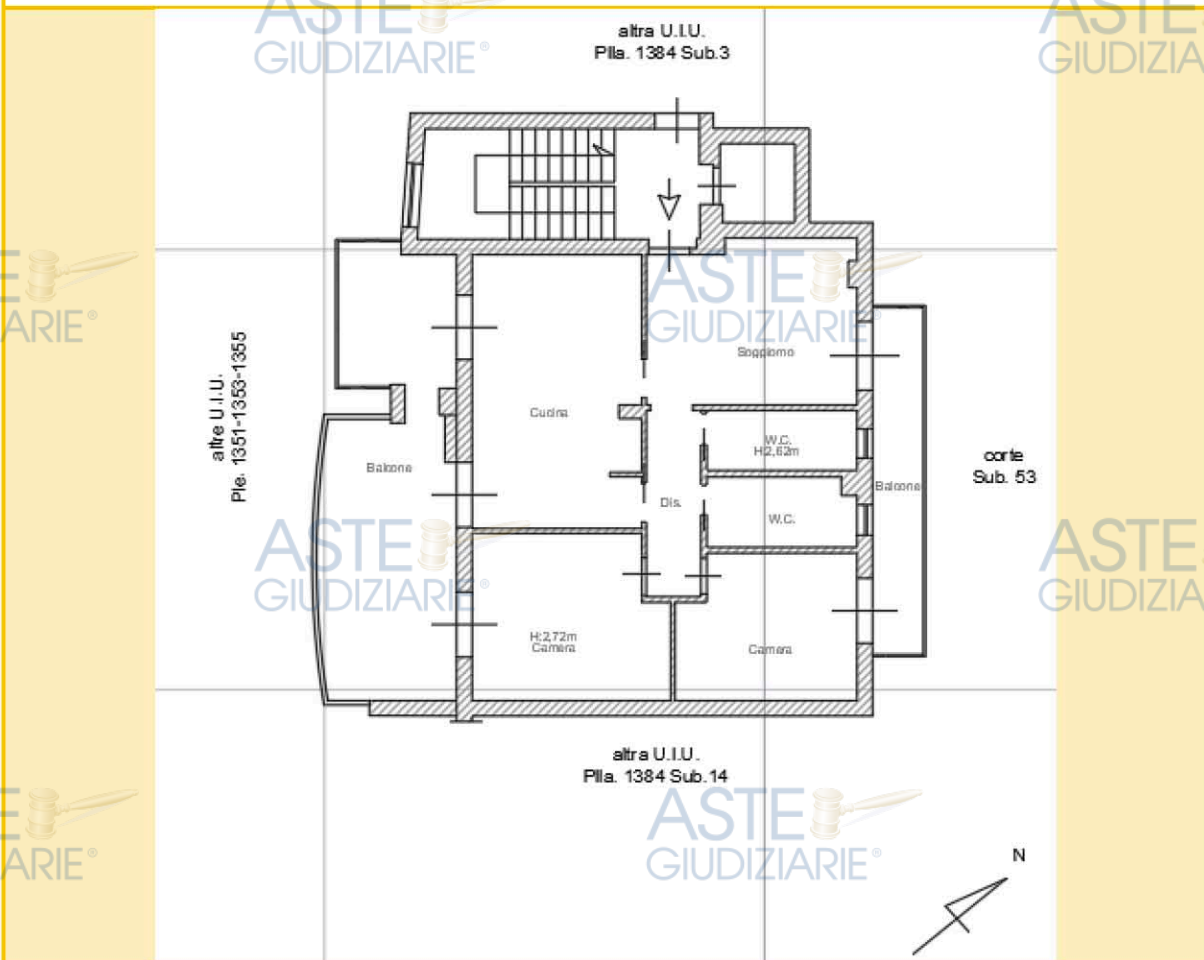 ASTE
GIUDIZIARIE®
ASTE
GIUDIZIA
altra U.I.U.
Plla. 1384 Sub.3
E
ARIE®
ASTE
GIUDIZIARIE
altre U.I.U.
Ple. 1351-1353-1355
Soggiorno
Cucina
W.C.
H:2,62m
Balcone
corte
Sub. 53
Balcone
Dis.
W.C.
ASTE
GIUDIZIARIE®
ASTE
GIUDIZIA
H:2,72m
Camera
Camera
altra U.I.U.
Plla. 1384 Sub.14
E
ARIE®
ASTE
GIUDIZIARIE®
N